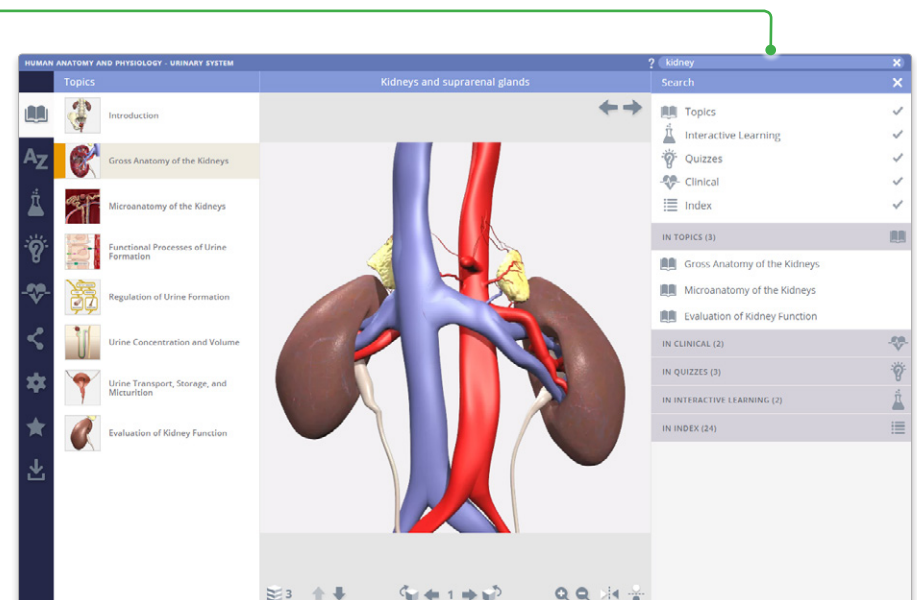 HUMAN ANATOMY AND PHYSIOLOGY - URINARY SYSTEM
? kidney
Topics
Kidneys and suprarenal glands
Search
Introduction
Gross Anatomy of the Kidneys
Microanatomy of the Kidneys
Functional Processes of Urine
Formation
Regulation of Urine Formation
Urine Concentration and Volume
Urine Transport, Storage, and
Micturition
Evaluation of Kidney Function
AZ
3
1
Topics
Interactive Learning
Quizzes
Clinical
Index
IN TOPICS (3)
Gross Anatomy of the Kidneys
Microanatomy of the Kidneys
Evaluation of Kidney Function
IN CLINICAL (2)
IN QUIZZES (3)
IN INTERACTIVE LEARNING (2)
IN INDEX (24)